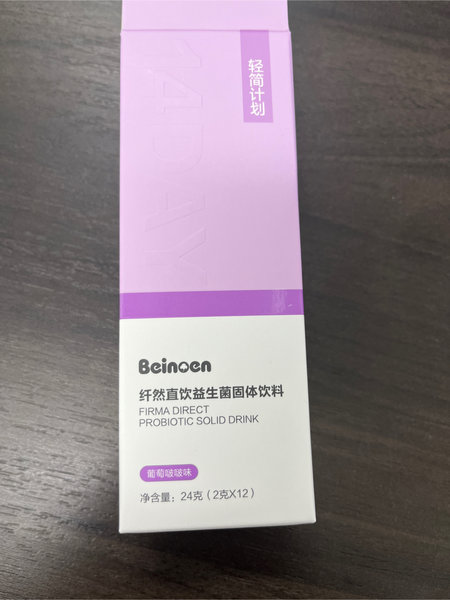 轻简计划
14DAY
Beinoen
纤然直饮益生菌固体饮料
FIRMA DIRECT
PROBIOTIC SOLID DRINK
葡萄啵啵味
净含量：24克（2克X12）